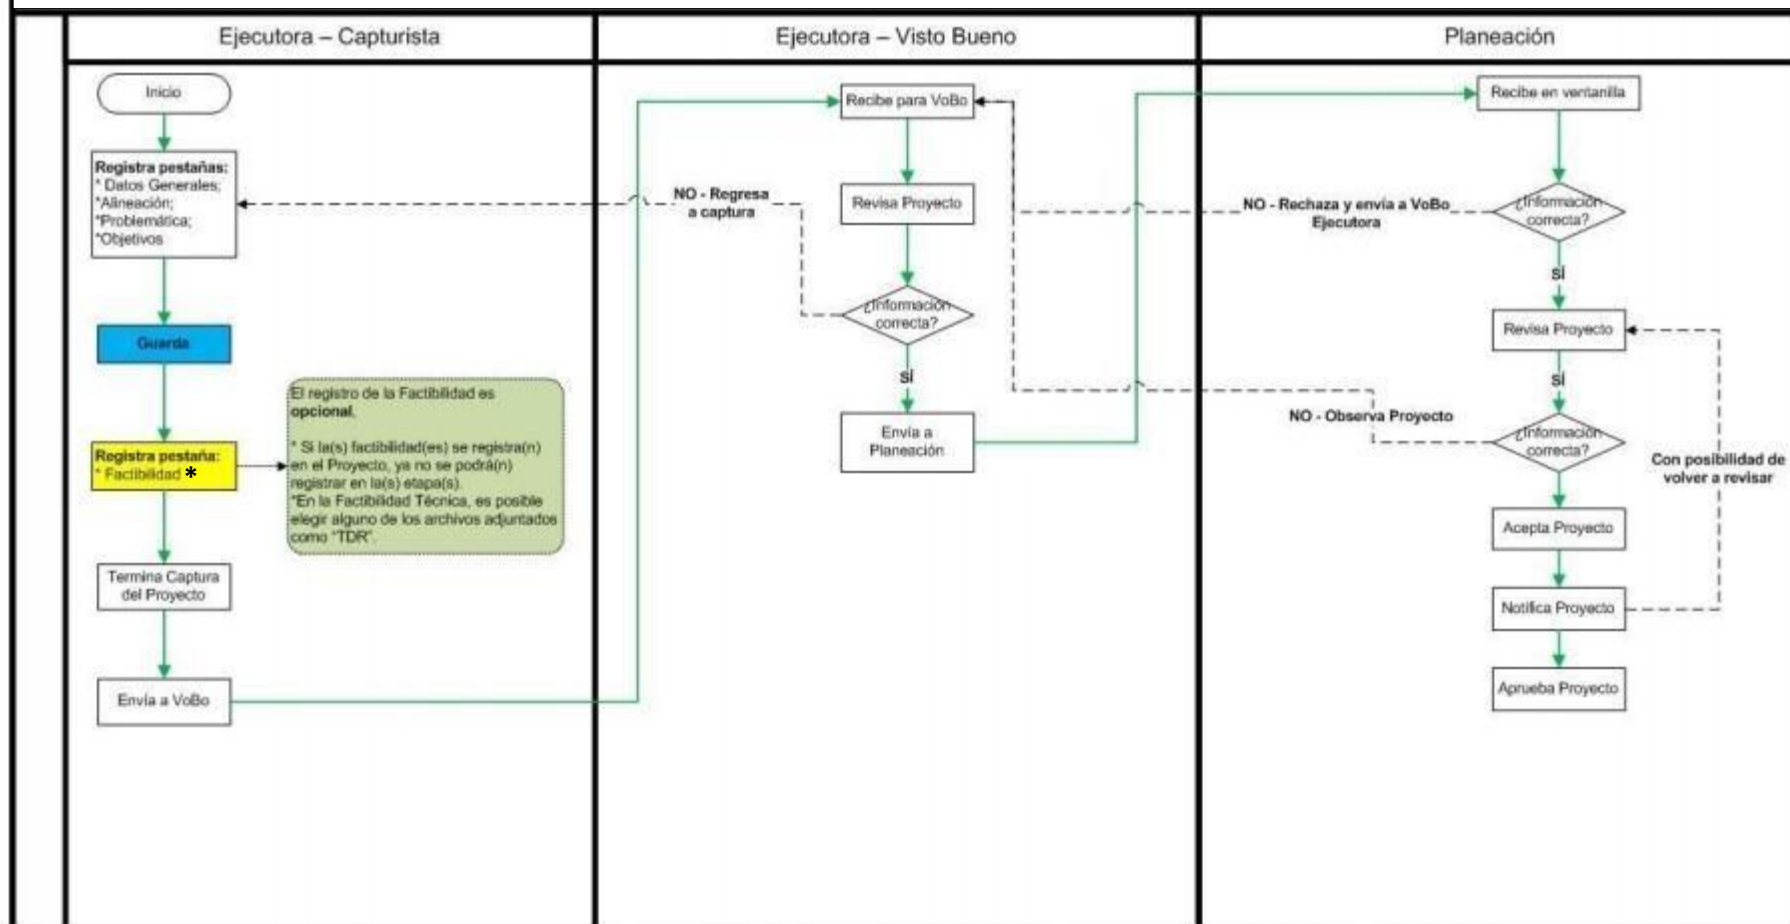 Ejecutora – Capturista
Inicio
Registra pestañas:
* Datos Generales;
*Alineación;
*Problemática;
*Objetivos
Guarda
Registra pestaña:
* Factibilidad *
El registro de la Factibilidad es
opcional,
* Si la(s) factibilidad(es) se registra(n)
en el Proyecto, ya no se podrá(n)
registrar en la(s) etapa(s).
*En la Factibilidad Técnica, es posible
elegir alguno de los archivos adjuntados
como "TDR".
Termina Captura
del Proyecto
Envía a VoBo
Ejecutora – Visto Bueno
Recibe para VoBo
Revisa Proyecto
NO - Regresa
a captura
¿Información
correcta?
SÍ
Envía a
Planeación
Planeación
Recibe en ventanilla
¿Información
correcta?
NO - Rechaza y envía a VoBo
Ejecutora
SÍ
Revisa Proyecto
SÍ
NO - Observa Proyecto
¿Información
correcta?
Con posibilidad de
volver a revisar
Acepta Proyecto
Notifica Proyecto
Aprueba Proyecto